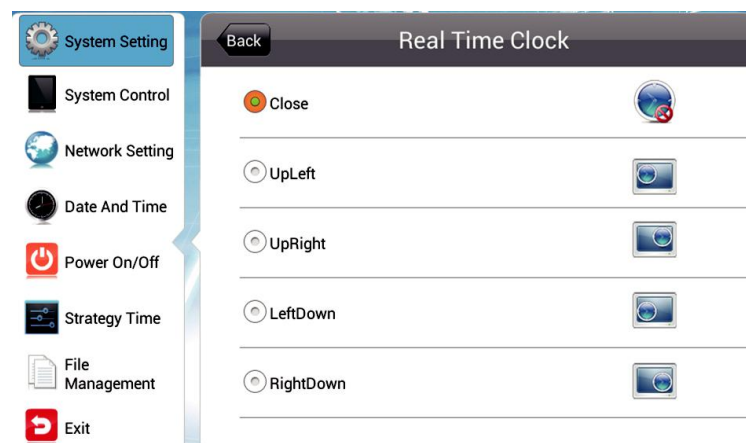 System Setting
System Control
Network Setting
Date And Time
Power On/Off
Strategy Time
File
Management
Exit
Back
Real Time Clock
Close
UpLeft
UpRight
LeftDown
RightDown